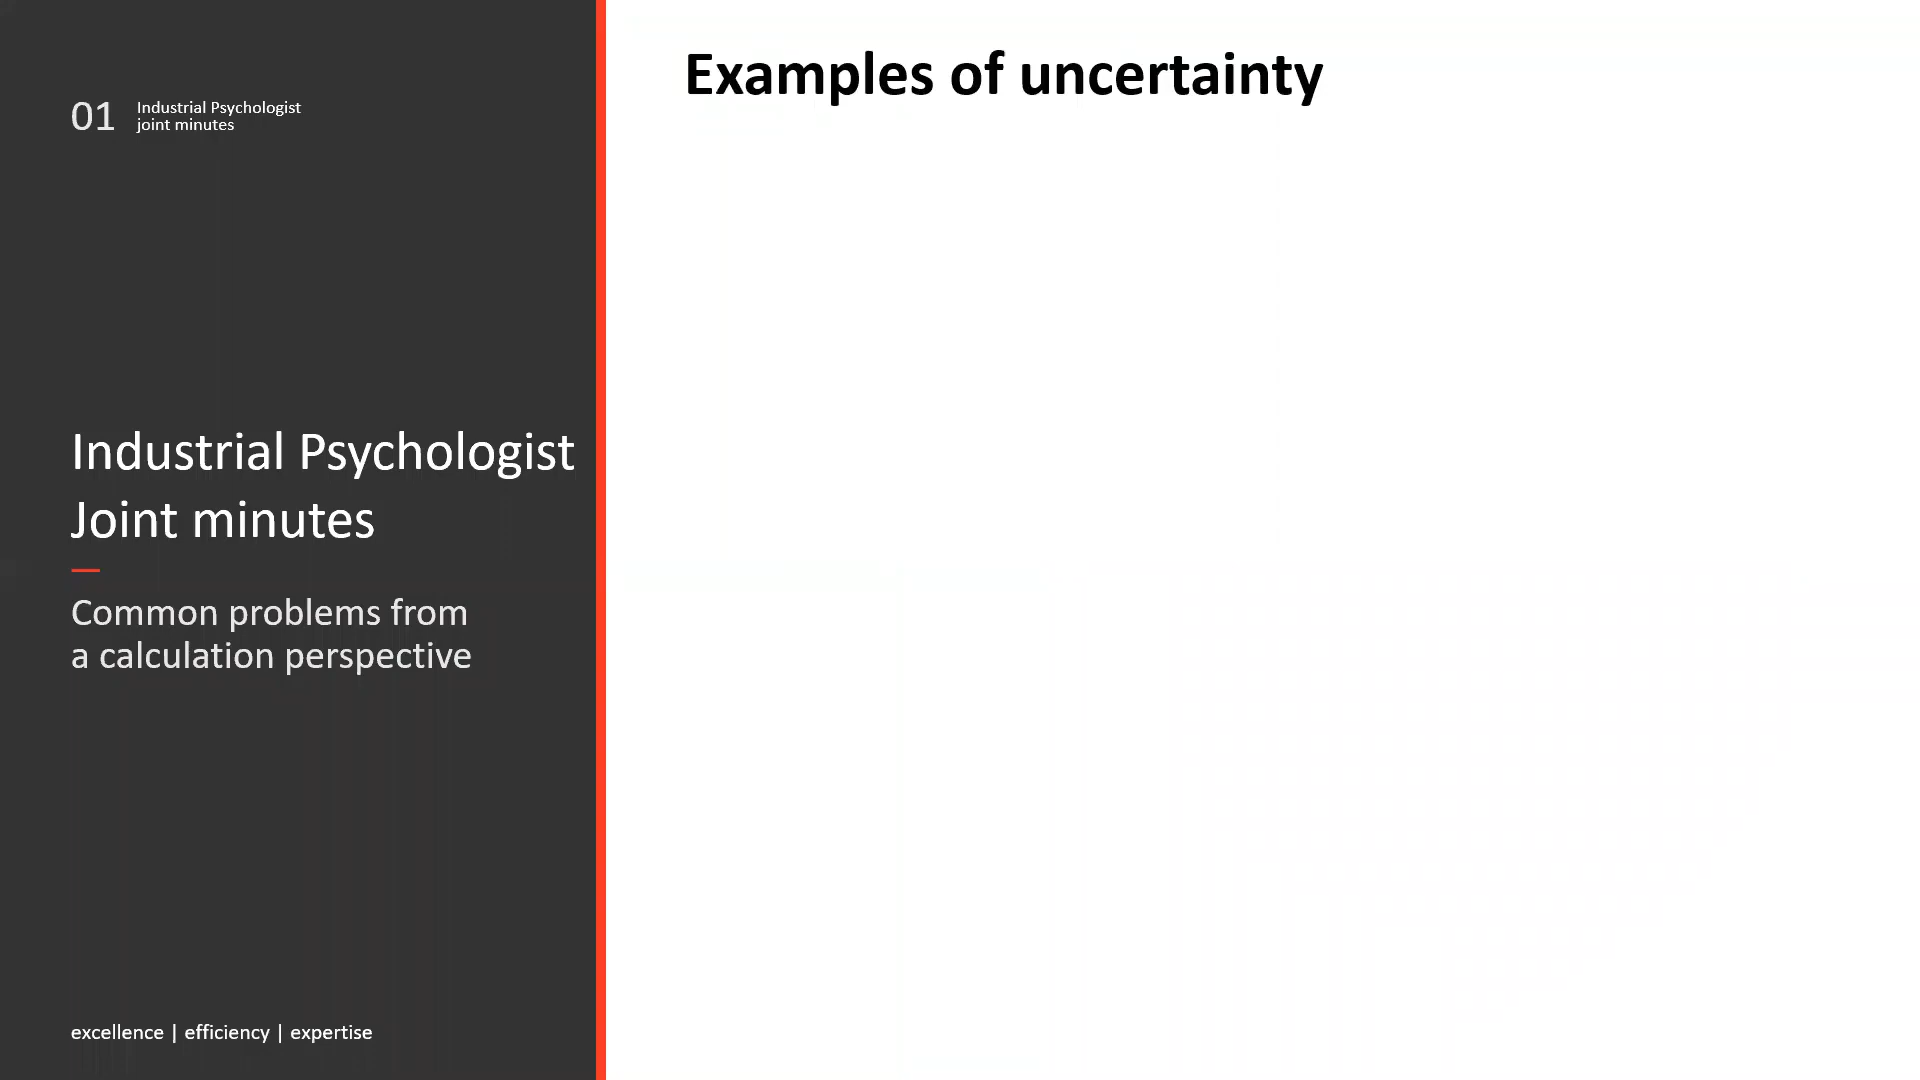 01
Industrial Psychologist
joint minutes
Industrial Psychologist
Joint minutes
Common problems from
a calculation perspective
excellence | efficiency | expertise
Examples of uncertainty